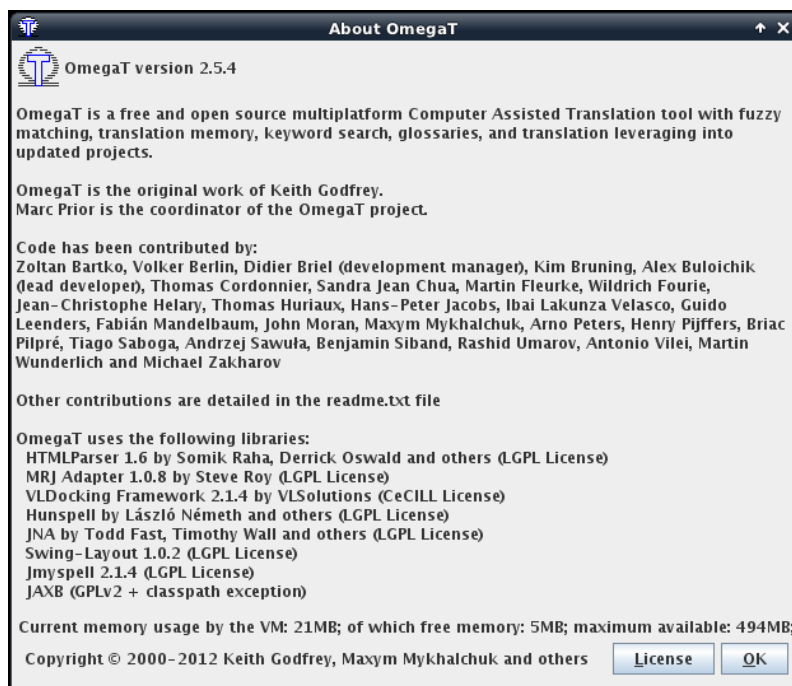 About OmegaT
OmegaT version 2.5.4
OmegaT is a free and open source multiplatform Computer Assisted Translation tool with fuzzy
matching, translation memory, keyword search, glossaries, and translation leveraging into
updated projects.
OmegaT is the original work of Keith Godfrey.
Marc Prior is the coordinator of the OmegaT project.
Code has been contributed by:
Zoltan Bartko, Volker Berlin, Didier Briel (development manager), Kim Bruning, Alex Buloichik
(lead developer), Thomas Cordonnier, Sandra Jean Chua, Martin Fleurke, Wildrich Fourie,
Jean-Christophe Helary, Thomas Huriaux, Hans-Peter Jacobs, Ibai Lakunza Velasco, Guido
Leenders, Fabián Mandelbaum, John Moran, Maxym Mykhalchuk, Arno Peters, Henry Pijffers, Briac
Pilpré, Tiago Saboga, Andrzej Sawuła, Benjamin Siband, Rashid Umarov, Antonio Vilei, Martin
Wunderlich and Michael Zakharov
Other contributions are detailed in the readme.txt file
OmegaT uses the following libraries:
HTMLParser 1.6 by Somik Raha, Derrick Oswald and others (LGPL License)
MRJ Adapter 1.0.8 by Steve Roy (LGPL License)
VLDocking Framework 2.1.4 by VLSolutions (CeCILL License)
Hunspell by László Németh and others (LGPL License)
JNA by Todd Fast, Timothy Wall and others (LGPL License)
Swing-Layout 1.0.2 (LGPL License)
Jmyspell 2.1.4 (LGPL License)
JAXB (GPLv2 + classpath exception)
Current memory usage by the VM: 21MB; of which free memory: 5MB; maximum available: 494MB;
Copyright © 2000-2012 Keith Godfrey, Maxym Mykhalchuk and others License OK